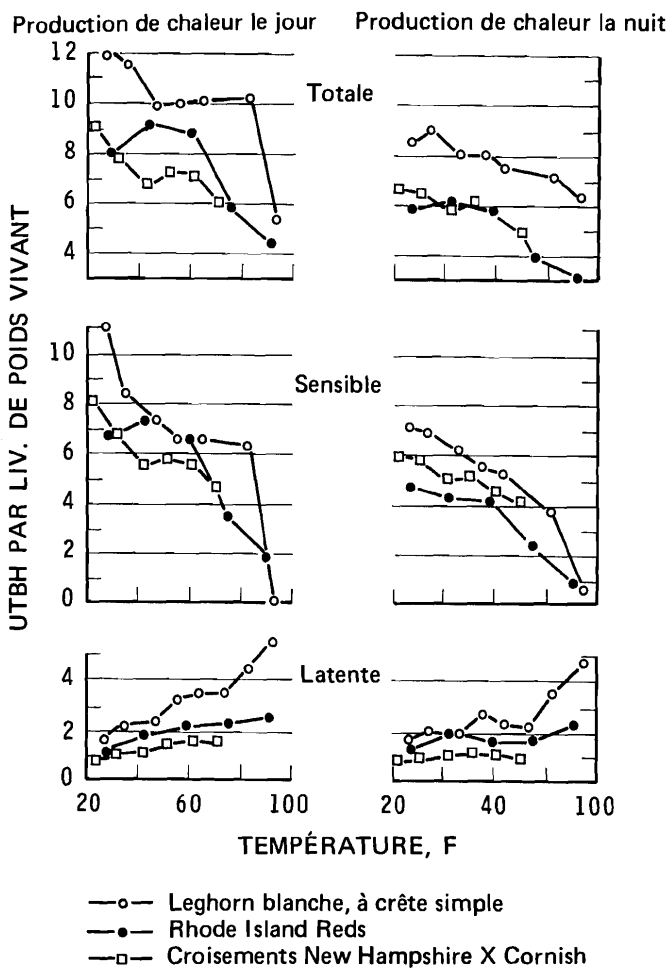 Production de chaleur le jour
Production de chaleur la nuit
UTBH PAR LIV. DE POIDS VIVANT
12
10
8
6
4
Totale
10
8
6
4
2
0
Sensible
4
2
0
Latente
20 60 100
20 40 100
TEMPÉRATURE, F
Leghorn blanche, à crête simple
Rhode Island Reds
Croisements New Hampshire X Cornish